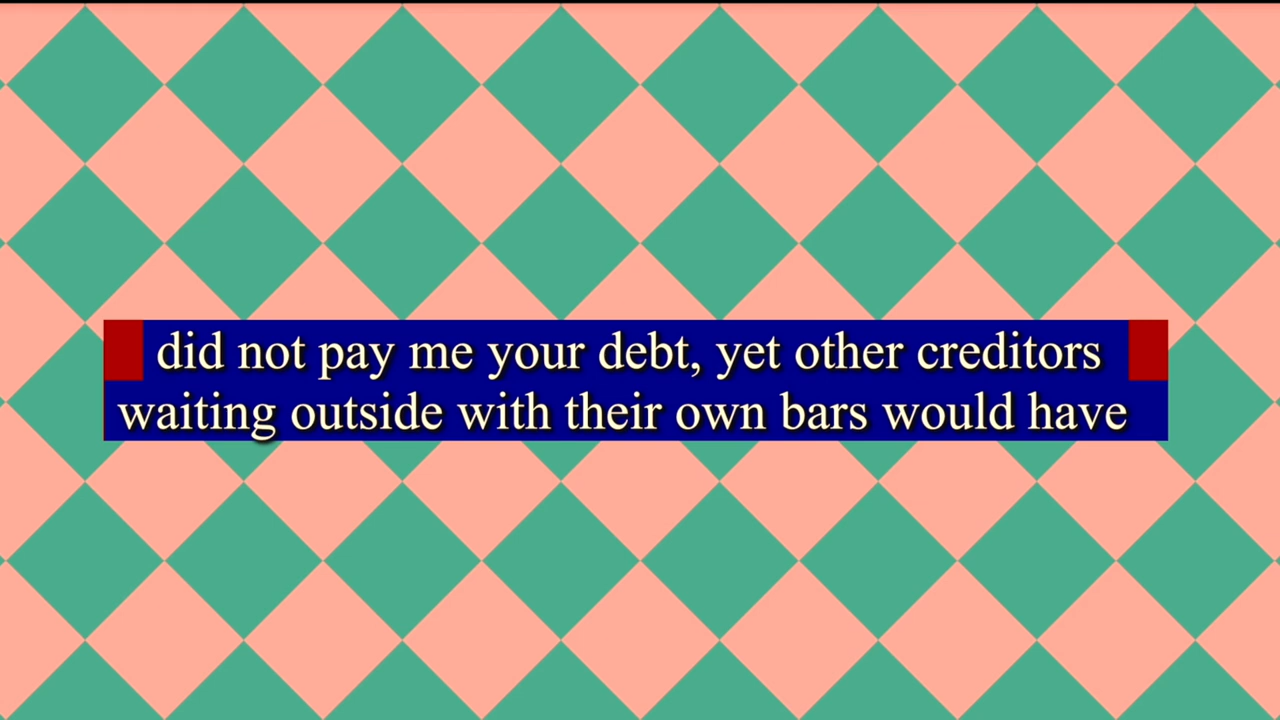 did not pay me your debt, yet other creditors
waiting outside with their own bars would have